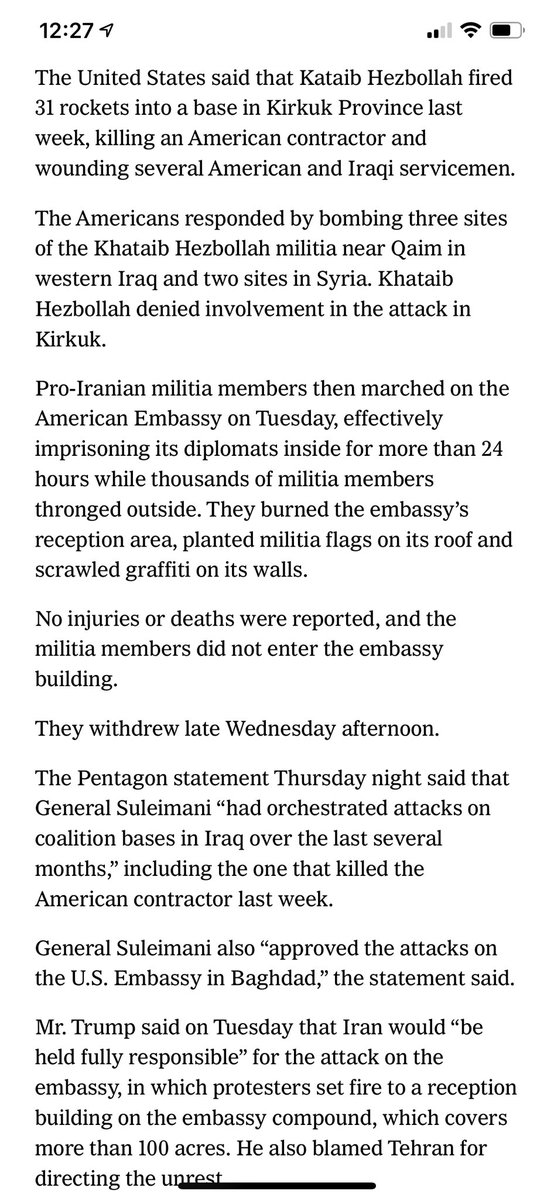 12:27
The United States said that Kataib Hezbollah fired
31 rockets into a base in Kirkuk Province last
week, killing an American contractor and
wounding several American and Iraqi servicemen.
The Americans responded by bombing three sites
of the Khataib Hezbollah militia near Qaim in
western Iraq and two sites in Syria. Khataib
Hezbollah denied involvement in the attack in
Kirkuk.
Pro-Iranian militia members then marched on the
American Embassy on Tuesday, effectively
imprisoning its diplomats inside for more than 24
hours while thousands of militia members
thronged outside. They burned the embassy’s
reception area, planted militia flags on its roof and
scrawled graffiti on its walls.
No injuries or deaths were reported, and the
militia members did not enter the embassy
building.
They withdrew late Wednesday afternoon.
The Pentagon statement Thursday night said that
General Suleimani “had orchestrated attacks on
coalition bases in Iraq over the last several
months,” including the one that killed the
American contractor last week.
General Suleimani also “approved the attacks on
the U.S. Embassy in Baghdad,” the statement said.
Mr. Trump said on Tuesday that Iran would “be
held fully responsible” for the attack on the
embassy, in which protesters set fire to a reception
building on the embassy compound, which covers
more than 100 acres. He also blamed Tehran for
directing the unrest